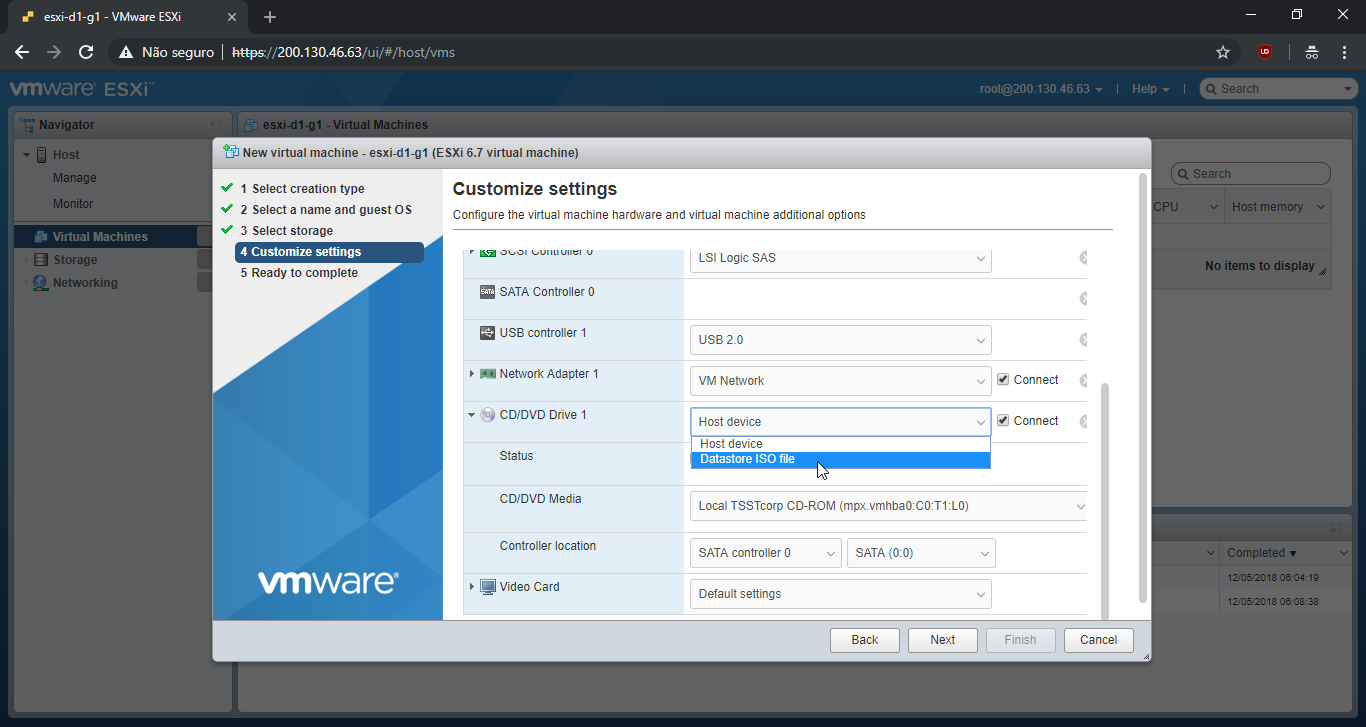 esxi-d1-g1 - VMware ESXi
Não seguro | https://200.130.46.63/ui/#/host/vms
vmware ESXi™
root@200.130.46.63 | Help | Search
Navigator
esxi-d1-g1 - Virtual Machines
Host
Manage
Monitor
Virtual Machines
Storage
Networking
Search
CPU Host memory
No items to display
New virtual machine - esxi-d1-g1 (ESXi 6.7 virtual machine)
1 Select creation type
2 Select a name and guest OS
3 Select storage
4 Customize settings
5 Ready to complete
vmware®
Customize settings
Configure the virtual machine hardware and virtual machine additional options
SCSI Controller 0 LSI Logic SAS
SATA SATA Controller 0
USB controller 1 USB 2.0
Network Adapter 1 VM Network Connect
CD/DVD Drive 1 Host device Connect
Host device
Datastore ISO file
Status
CD/DVD Media Local TSSTcorp CD-ROM (mpx.vmhba0:C0:T1:L0)
Controller location SATA controller 0 SATA (0:0)
Video Card Default settings
Back Next Finish Cancel
Completed ▼
12/05/2018 06:04:19
12/05/2018 06:08:38